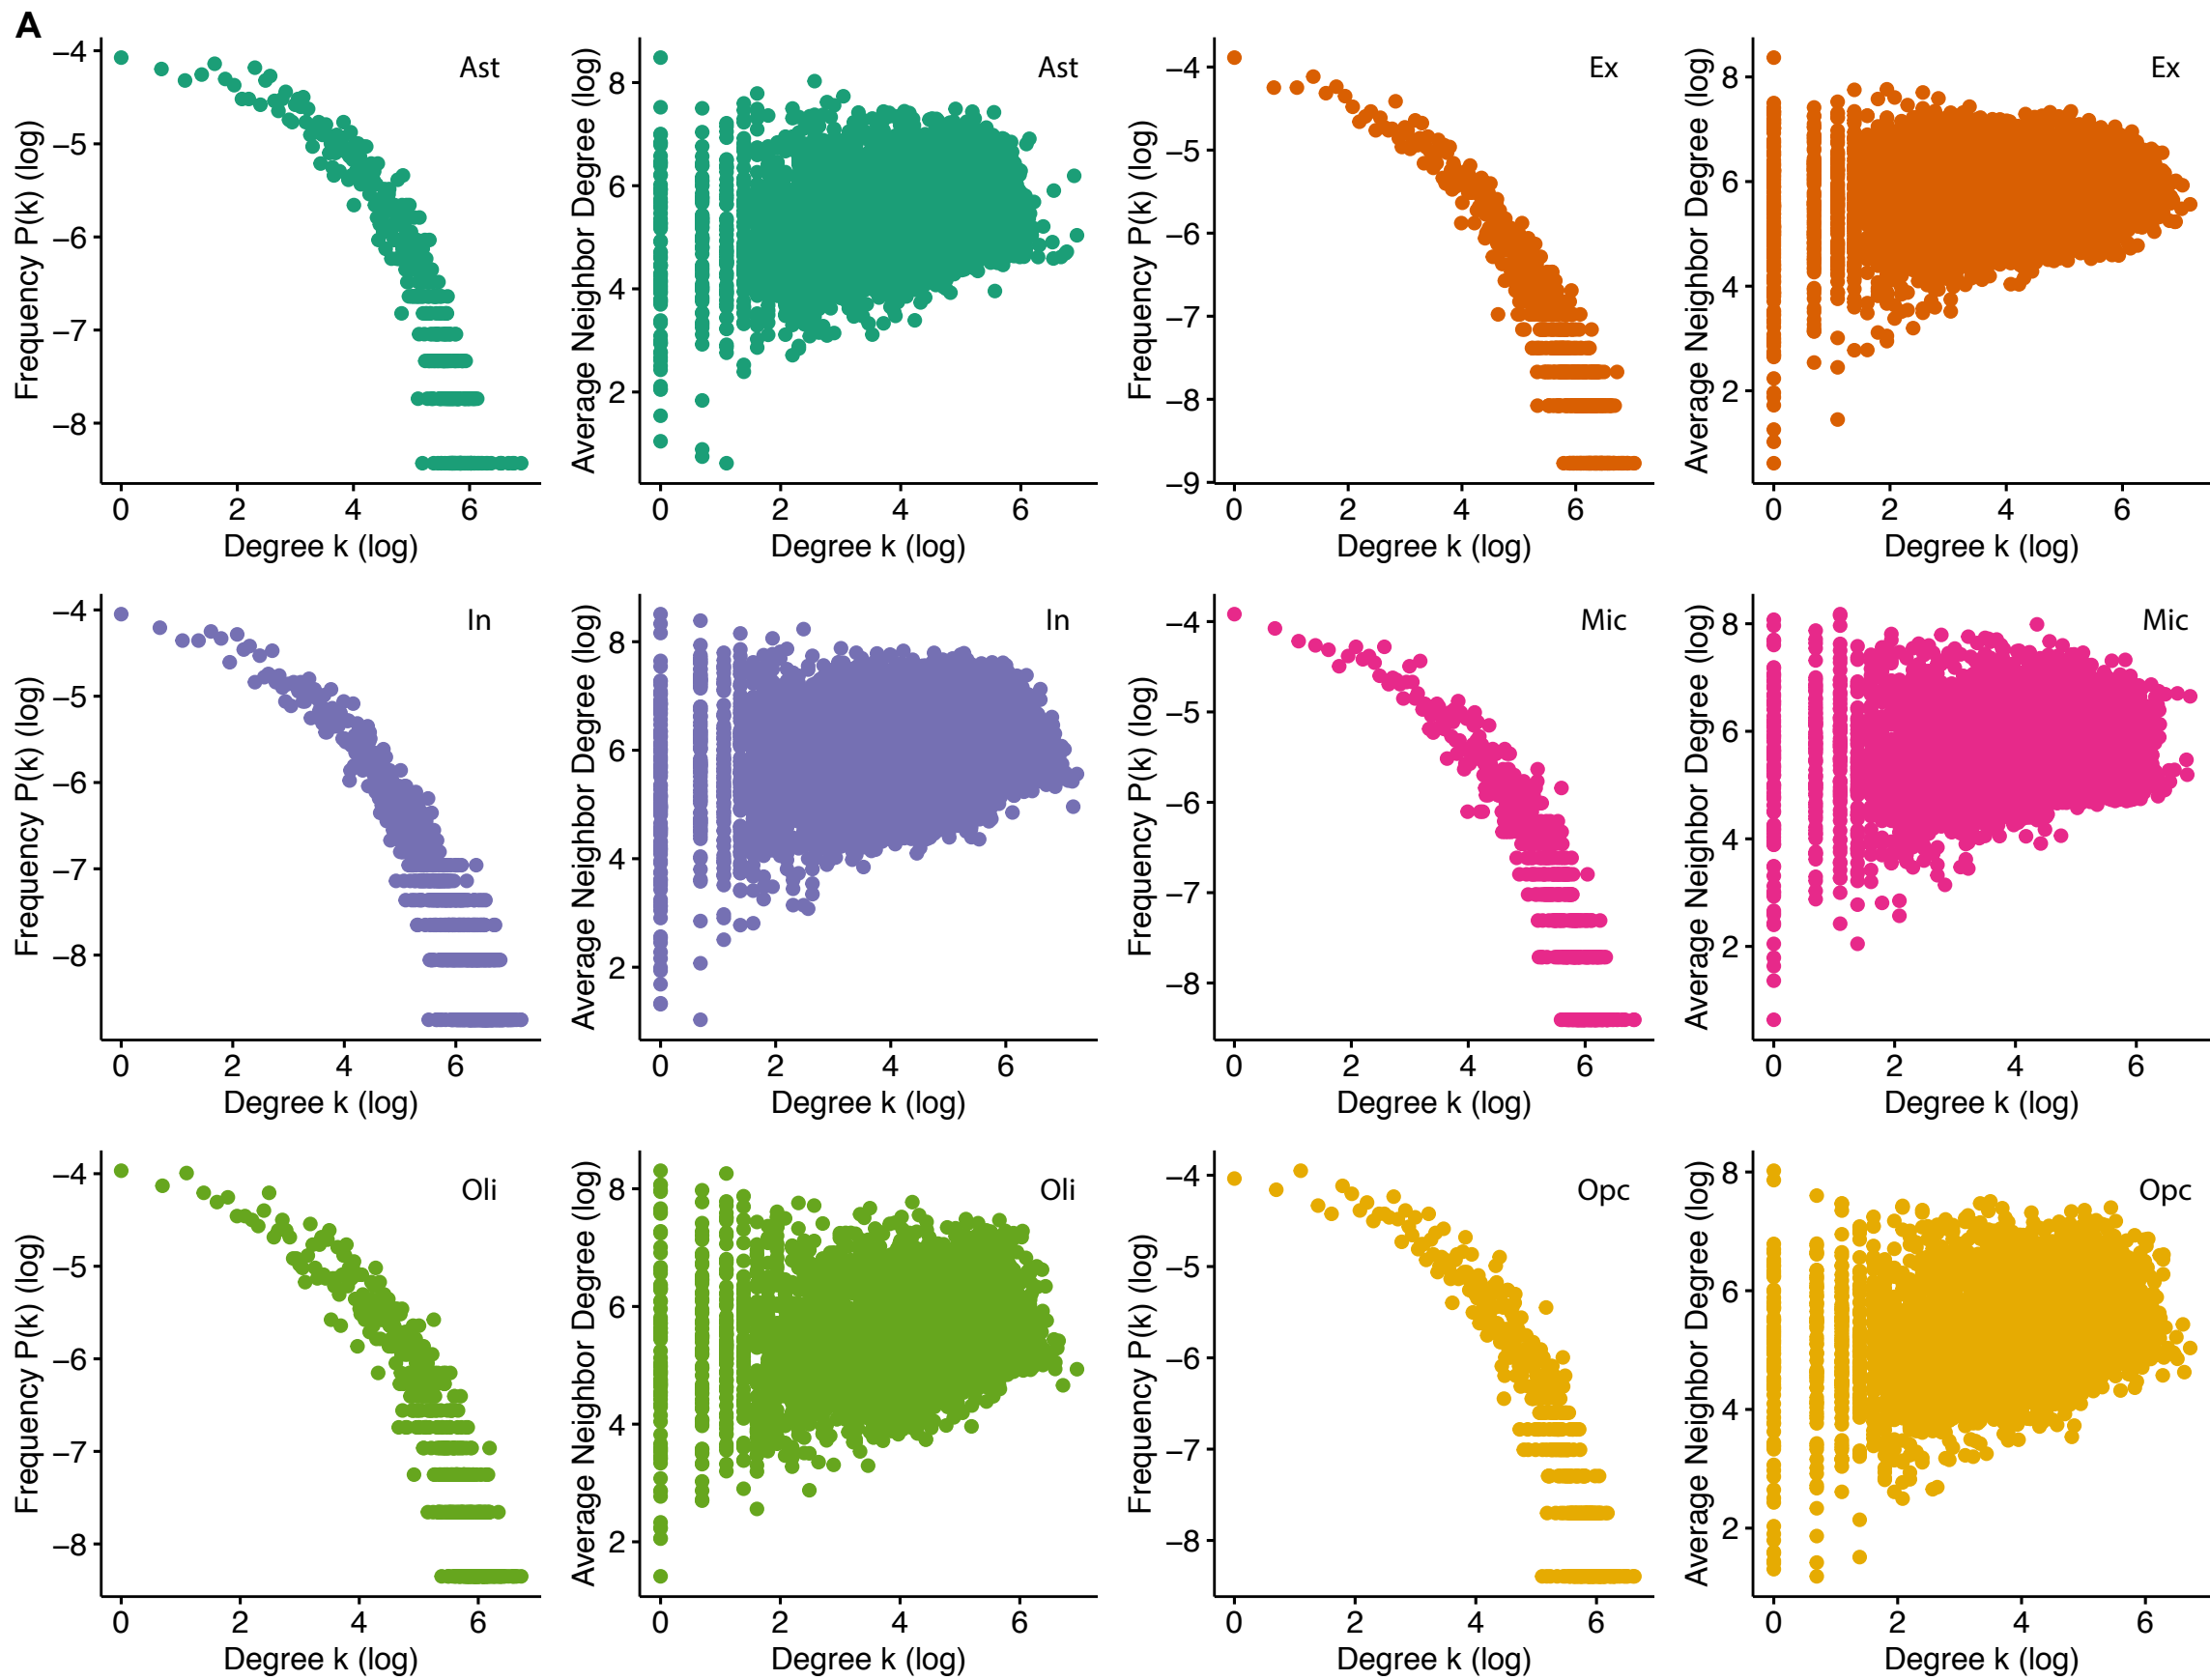 A
Frequency P(k) (log)
−4
−5
−6
−7
−8
0 2 4 6
Degree k (log)
Ast
Average Neighbor Degree (log)
8
6
4
2
0 2 4 6
Degree k (log)
Ast
Frequency P(k) (log)
−4
−5
−6
−7
−8
−9
0 2 4 6
Degree k (log)
Ex
Average Neighbor Degree (log)
8
6
4
2
0 2 4 6
Degree k (log)
Ex
Frequency P(k) (log)
−4
−5
−6
−7
−8
0 2 4 6
Degree k (log)
In
Average Neighbor Degree (log)
8
6
4
2
0 2 4 6
Degree k (log)
In
Frequency P(k) (log)
−4
−5
−6
−7
−8
0 2 4 6
Degree k (log)
Mic
Average Neighbor Degree (log)
8
6
4
2
0 2 4 6
Degree k (log)
Mic
Frequency P(k) (log)
−4
−5
−6
−7
−8
0 2 4 6
Degree k (log)
Oli
Average Neighbor Degree (log)
8
6
4
2
0 2 4 6
Degree k (log)
Oli
Frequency P(k) (log)
−4
−5
−6
−7
−8
0 2 4 6
Degree k (log)
Opc
Average Neighbor Degree (log)
8
6
4
2
0 2 4 6
Degree k (log)
Opc